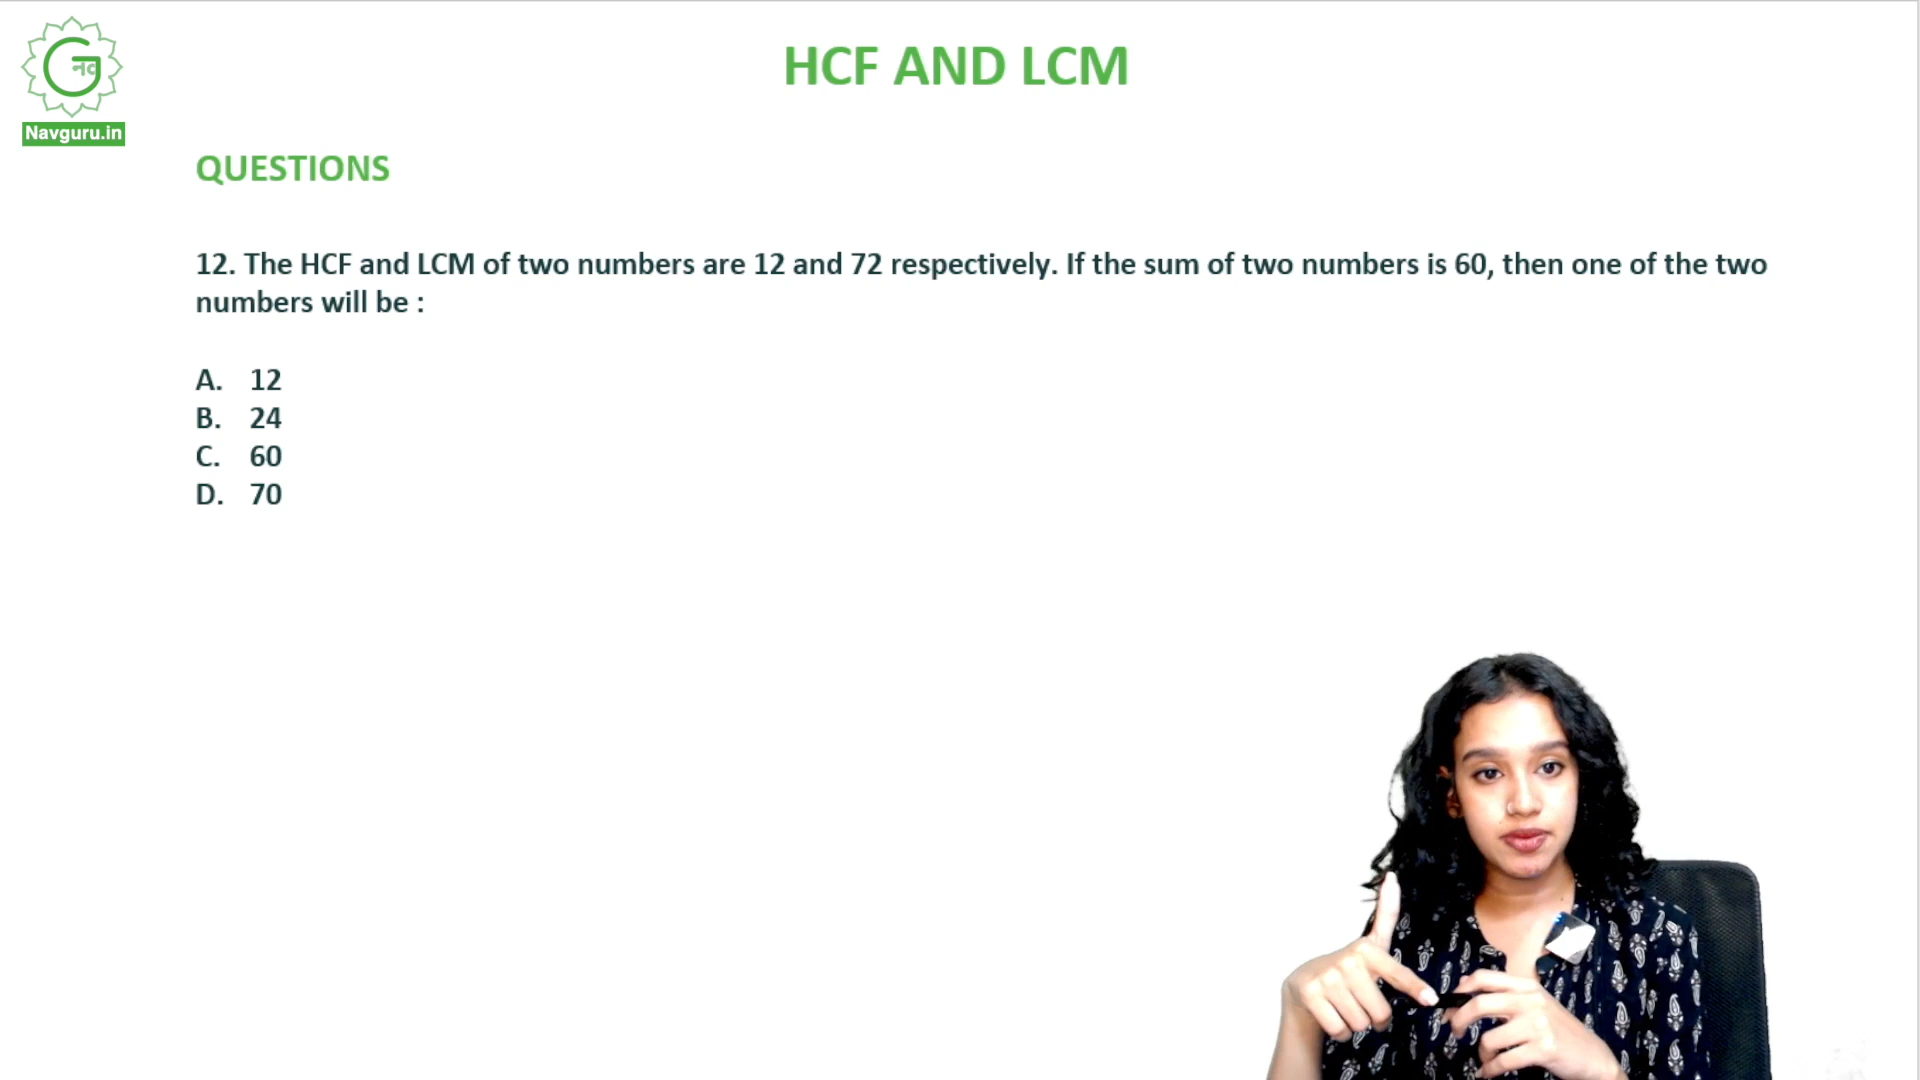 HCF AND LCM
नव
Navguru.in
QUESTIONS
12. The HCF and LCM of two numbers are 12 and 72 respectively. If the sum of two numbers is 60, then one of the two
numbers will be :
A. 12
B. 24
C. 60
D. 70